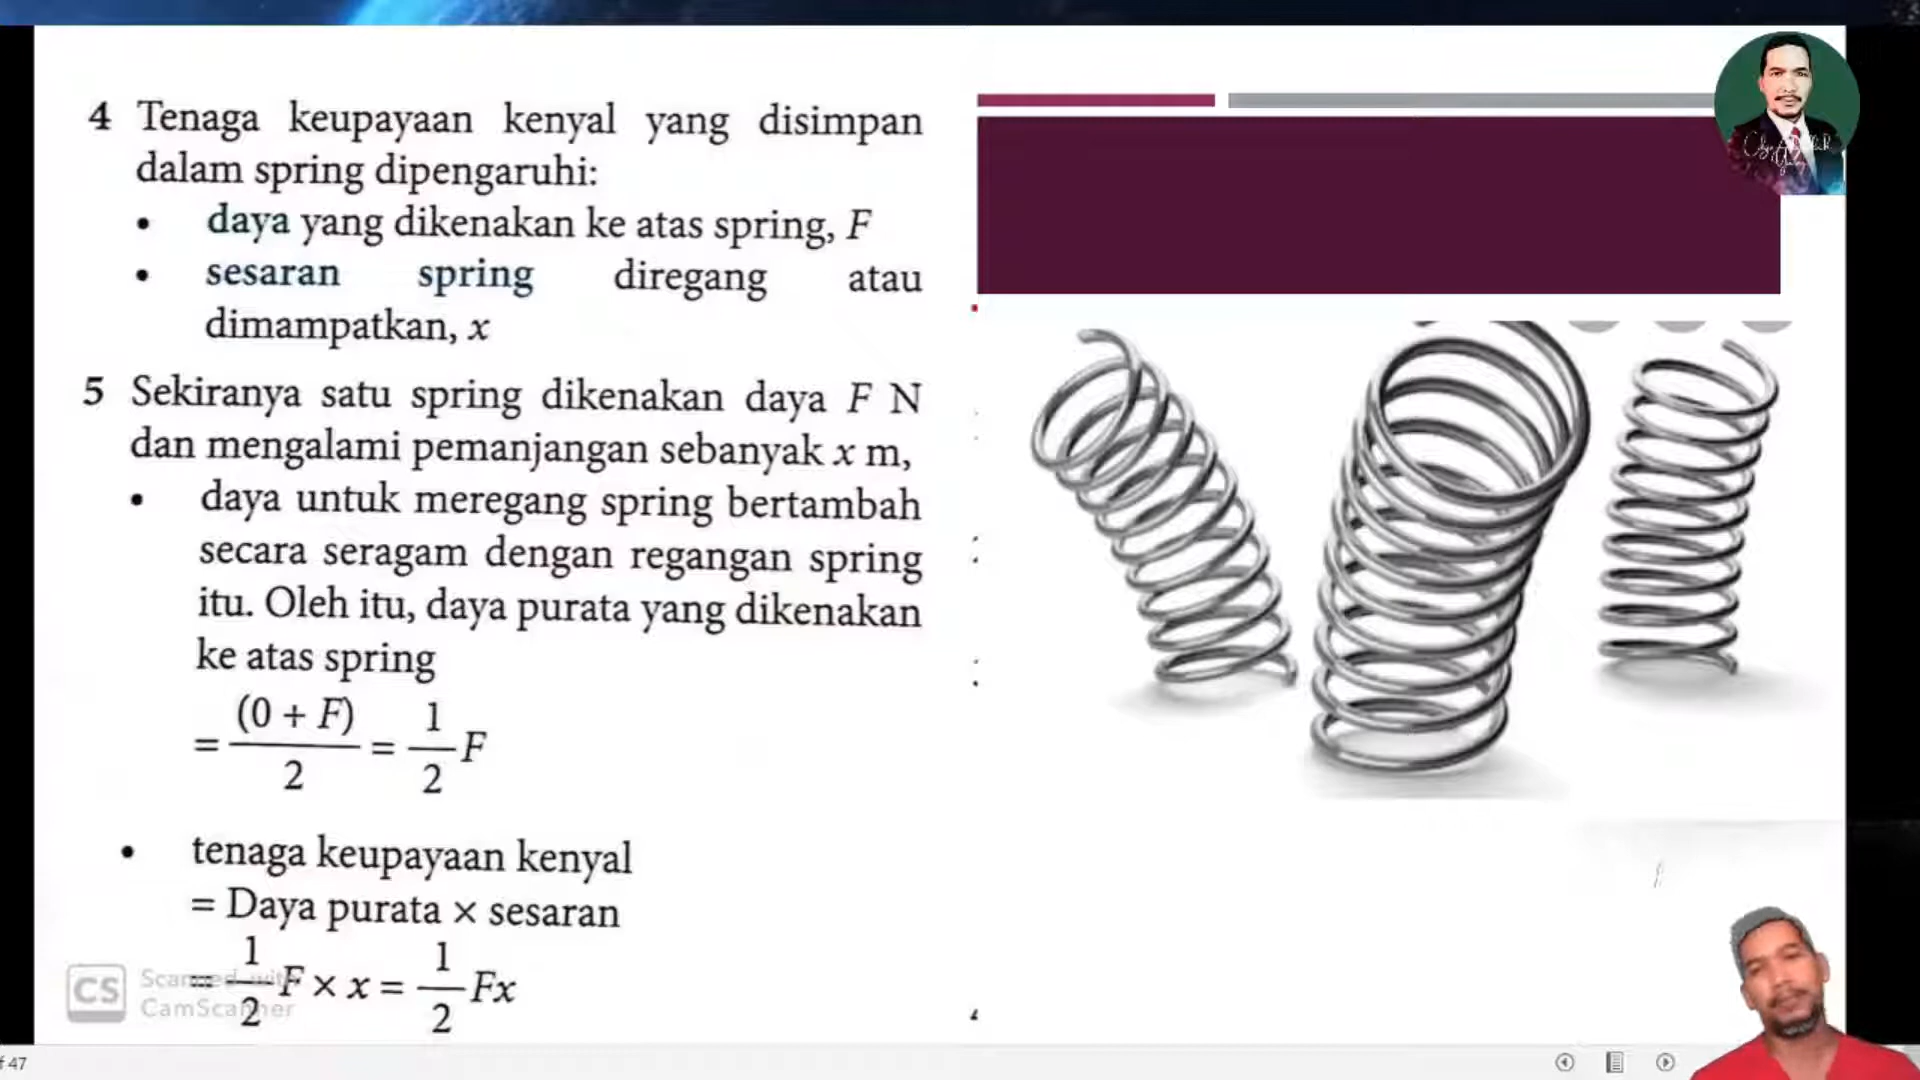 4 Tenaga keupayaan kenyal yang disimpan
dalam spring dipengaruhi:
• daya yang dikenakan ke atas spring, F
• sesaran spring diregang atau
dimampatkan, x
5 Sekiranya satu spring dikenakan daya F N
dan mengalami pemanjangan sebanyak x m,
• daya untuk meregang spring bertambah
secara seragam dengan regangan spring
itu. Oleh itu, daya purata yang dikenakan
ke atas spring
= (0 + F)/2 = 1/2 F
• tenaga keupayaan kenyal
= Daya purata × sesaran
= 1/2 F × x = 1/2 Fx
CS Scanned with
CamScanner
f 47